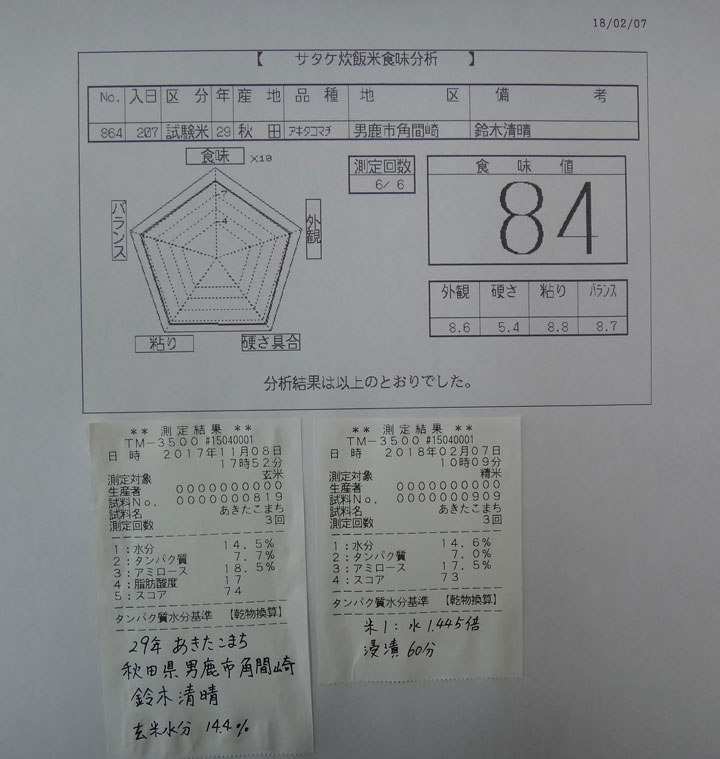 18/02/07
【 サタケ炊飯米食味分析 】
No. 入日 区分 年 産地 品種 地区 備考
864 207 試験米 29 秋田 アキタコマチ 男鹿市角間崎 鈴木清晴
食味 ×10
7
4
バランス
外観
粘り
硬さ具合
測定回数
6/ 6
食味値
84
外観 硬さ 粘り バランス
8.6 5.4 8.8 8.7
分析結果は以上のとおりでした。
** 測定結果 **
TM-3500 #15040001
日 時 2017年11月08日
17時52分
測定対象 玄米
生産者 0000000000
試料No. 0000000819
試料名 あきたこまち
測定回数 3回
1:水分 14.5%
2:タンパク質 7.7%
3:アミロース 18.5%
4:脂肪酸度 17
5:スコア 74
タンパク質水分基準 【乾物換算】
29年 あきたこまち
秋田県男鹿市角間崎
鈴木清晴
玄米水分 14.4%
** 測定結果 **
TM-3500 #15040001
日 時 2018年02月07日
10時09分
測定対象 精米
生産者 0000000000
試料No. 0000000909
試料名 あきたこまち
測定回数 3回
1:水分 14.6%
2:タンパク質 7.0%
3:アミロース 17.5%
4:スコア 73
タンパク質水分基準 【乾物換算】
米1:水1.445倍
浸漬60分